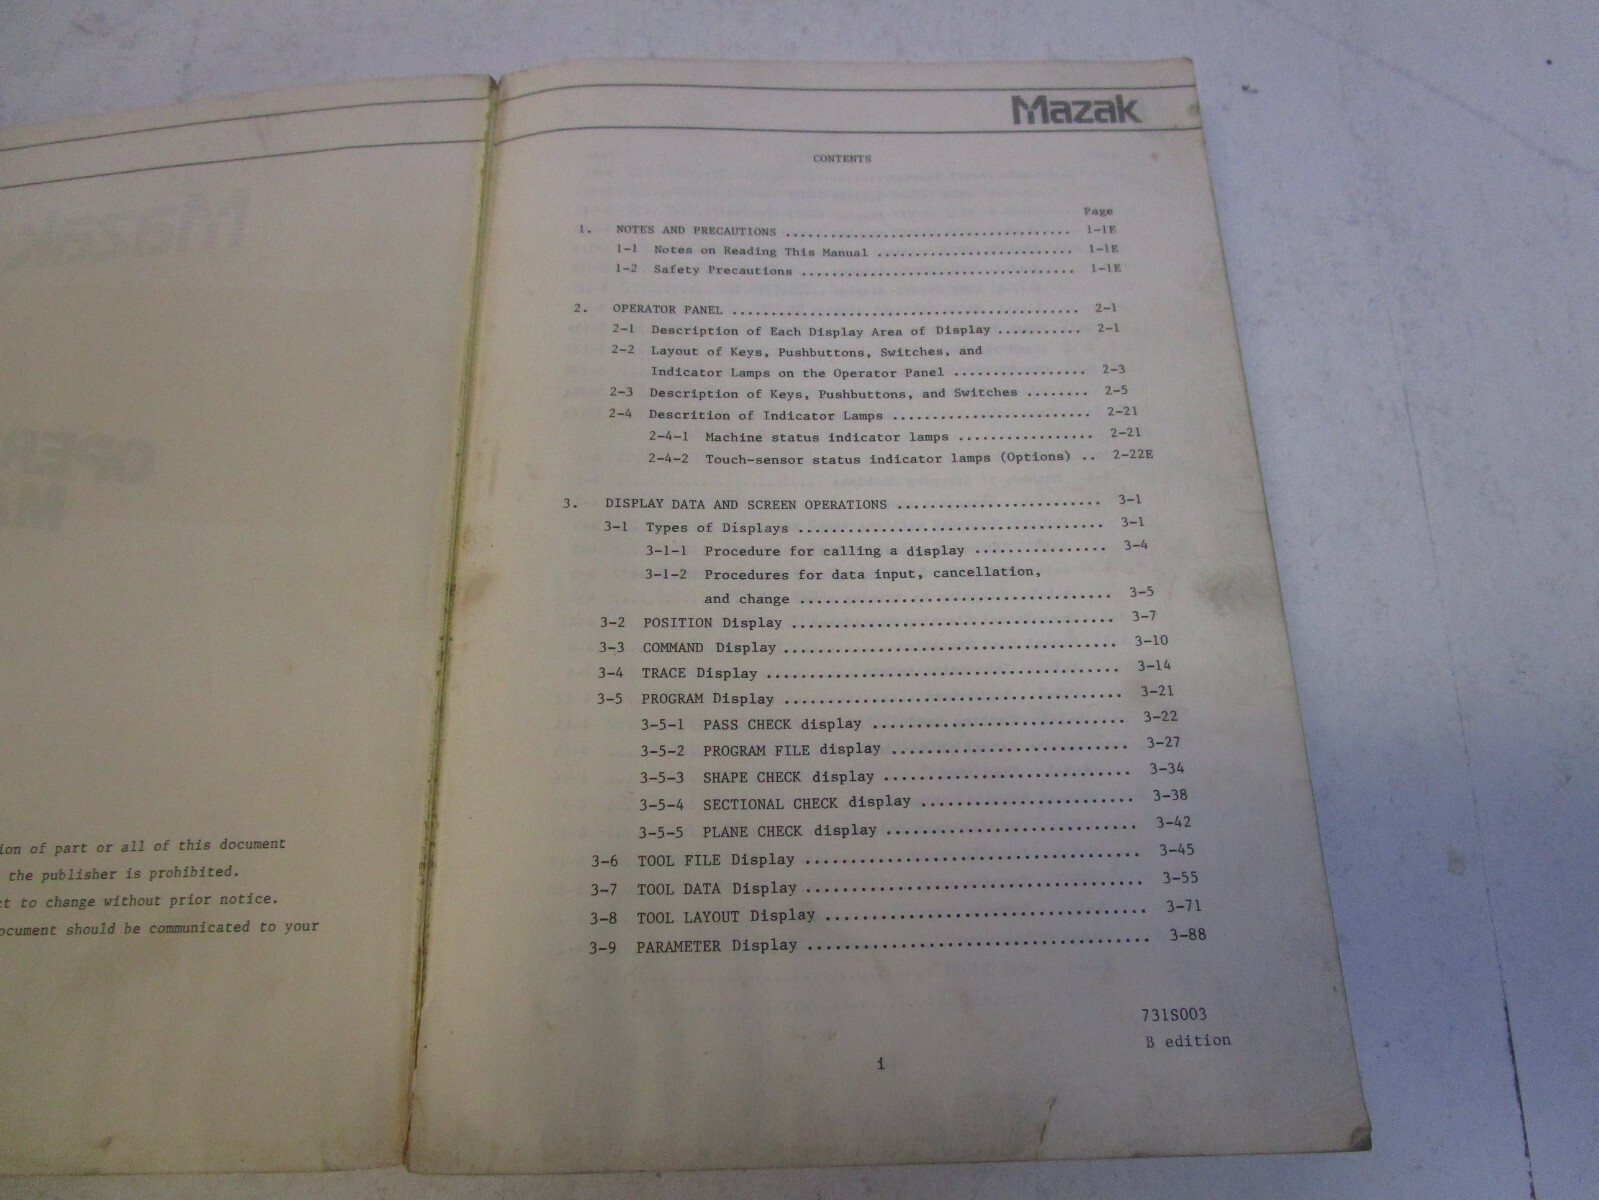 ion of part or all of this document
the publisher is prohibited.
ct to change without prior notice.
ocument should be communicated to your
Mazak
CONTENTS
Page
1. NOTES AND PRECAUTIONS .................................. 1-1E
1-1 Notes on Reading This Manual ......................... 1-1E
1-2 Safety Precautions .................................. 1-1E
2. OPERATOR PANEL .......................................... 2-1
2-1 Description of Each Display Area of Display ........... 2-1
2-2 Layout of Keys, Pushbuttons, Switches, and
Indicator Lamps on the Operator Panel ................. 2-3
2-3 Description of Keys, Pushbuttons, and Switches ........ 2-5
2-4 Descrition of Indicator Lamps ......................... 2-21
2-4-1 Machine status indicator lamps ................. 2-21
2-4-2 Touch-sensor status indicator lamps (Options) .. 2-22E
3. DISPLAY DATA AND SCREEN OPERATIONS ........................ 3-1
3-1 Types of Displays .................................... 3-1
3-1-1 Procedure for calling a display ................ 3-4
3-1-2 Procedures for data input, cancellation,
and change ..................................... 3-5
3-2 POSITION Display ...................................... 3-7
3-3 COMMAND Display ....................................... 3-10
3-4 TRACE Display ......................................... 3-14
3-5 PROGRAM Display ....................................... 3-21
3-5-1 PASS CHECK display ............................. 3-22
3-5-2 PROGRAM FILE display ........................... 3-27
3-5-3 SHAPE CHECK display ............................ 3-34
3-5-4 SECTIONAL CHECK display ........................ 3-38
3-5-5 PLANE CHECK display ............................ 3-42
3-6 TOOL FILE Display ..................................... 3-45
3-7 TOOL DATA Display ..................................... 3-55
3-8 TOOL LAYOUT Display ................................... 3-71
3-9 PARAMETER Display ..................................... 3-88
731S003
B edition
i